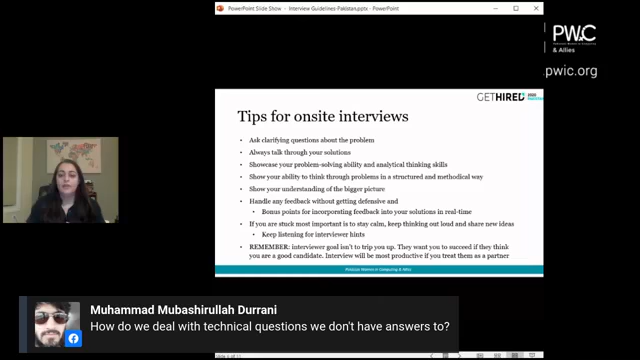 PowerPoint Slide Show - Interview Guidelines-Pakistan.pptx - PowerPoint
PWiC
& Allies
.pwic.org
GETHIRED
Tips for onsite interviews
Ask clarifying questions about the problem
Always talk through your solutions
Showcase your problem-solving ability and analytical thinking skills
Show your ability to think through problems in a structured and methodical way
Show your understanding of the bigger picture
Handle any feedback without getting defensive and
Bonus points for incorporating feedback into your solutions in real-time
If you are stuck most important is to stay calm, keep thinking out loud and share new ideas
Keep listening for interviewer hints
REMEMBER: interviewer goal isn't to trip you up. They want you to succeed if they think
you are a good candidate. Interview will be most productive if you treat them as a partner
Pakistani Women in Computing & Allies
Muhammad Mubashirullah Durrani
How do we deal with technical questions we don't have answers to?